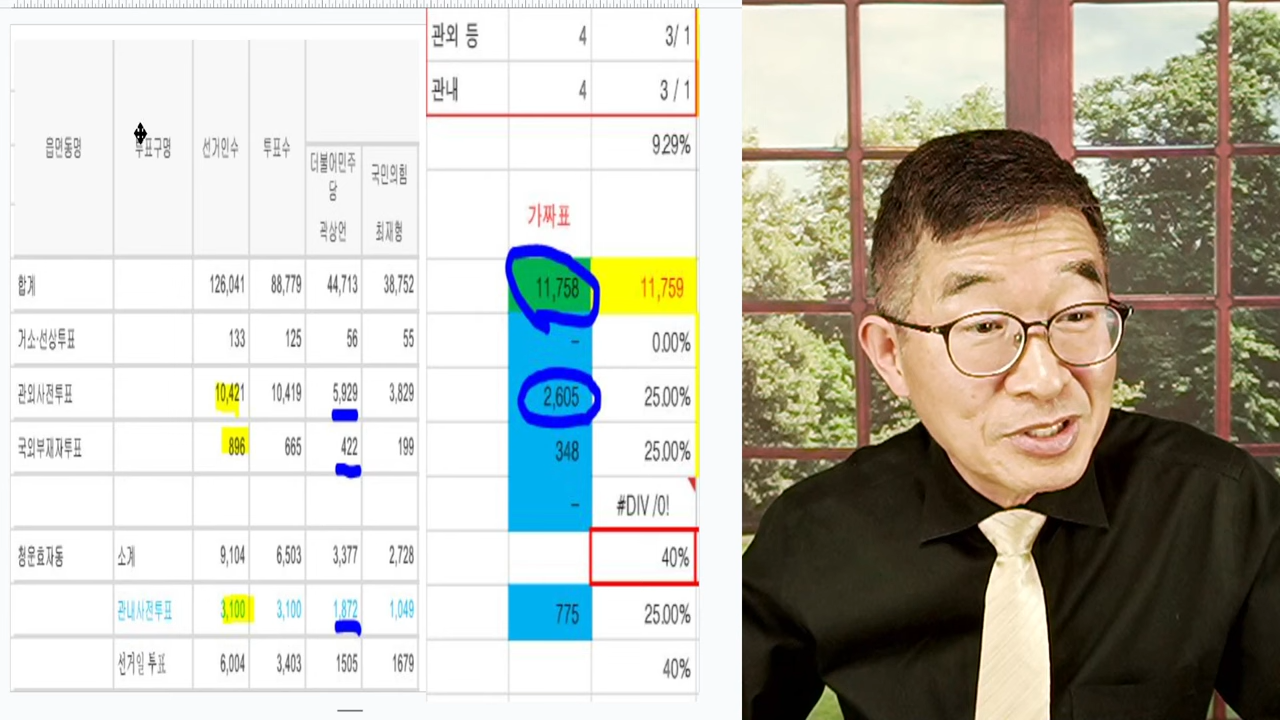 읍면동명 투표구명 선거인수 투표수 더불어민주당 곽상언 국민의힘 최재형
합계 126,041 88,779 44,713 38,752
거소·선상투표 133 125 56 55
관외사전투표 10,421 10,419 5,929 3,829
국외부재자투표 896 665 422 199
청운효자동 소계 9,104 6,503 3,377 2,728
관내사전투표 3,100 3,100 1,872 1,049
선거일 투표 6,004 3,403 1505 1679
관외 등 4 3/ 1
관내 4 3 / 1
9.29%
가짜표
11,758 11,759
– 0.00%
2,605 25.00%
348 25.00%
– #DIV /0!
40%
775 25.00%
40%